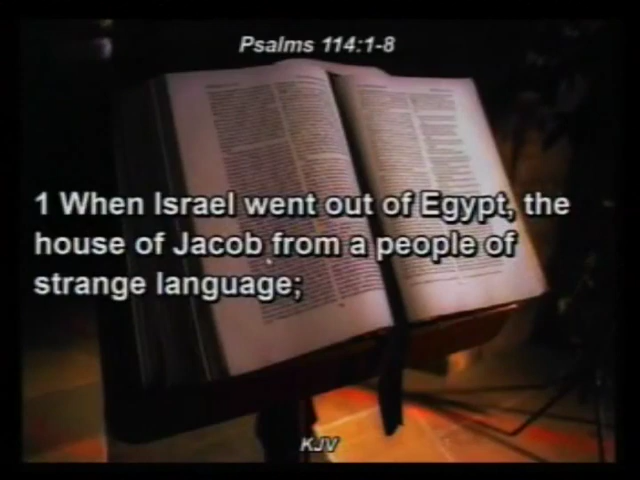 Psalms 114:1-8
1 When Israel went out of Egypt, the
house of Jacob from a people of
strange language;
KJV